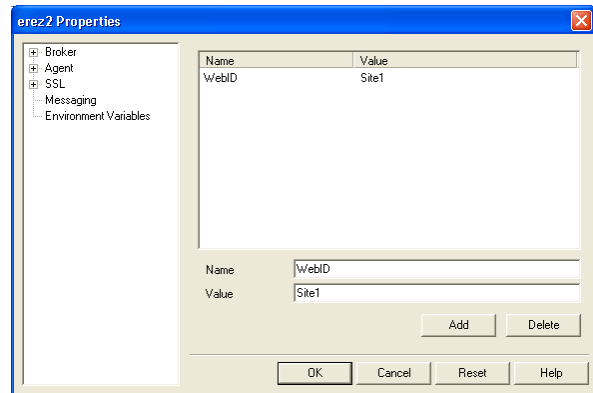 erez2 Properties
Broker
Agent
SSL
Messaging
Environment Variables
Name Value
WebID Site1
Name WebID
Value Site1
Add Delete
OK Cancel Reset Help